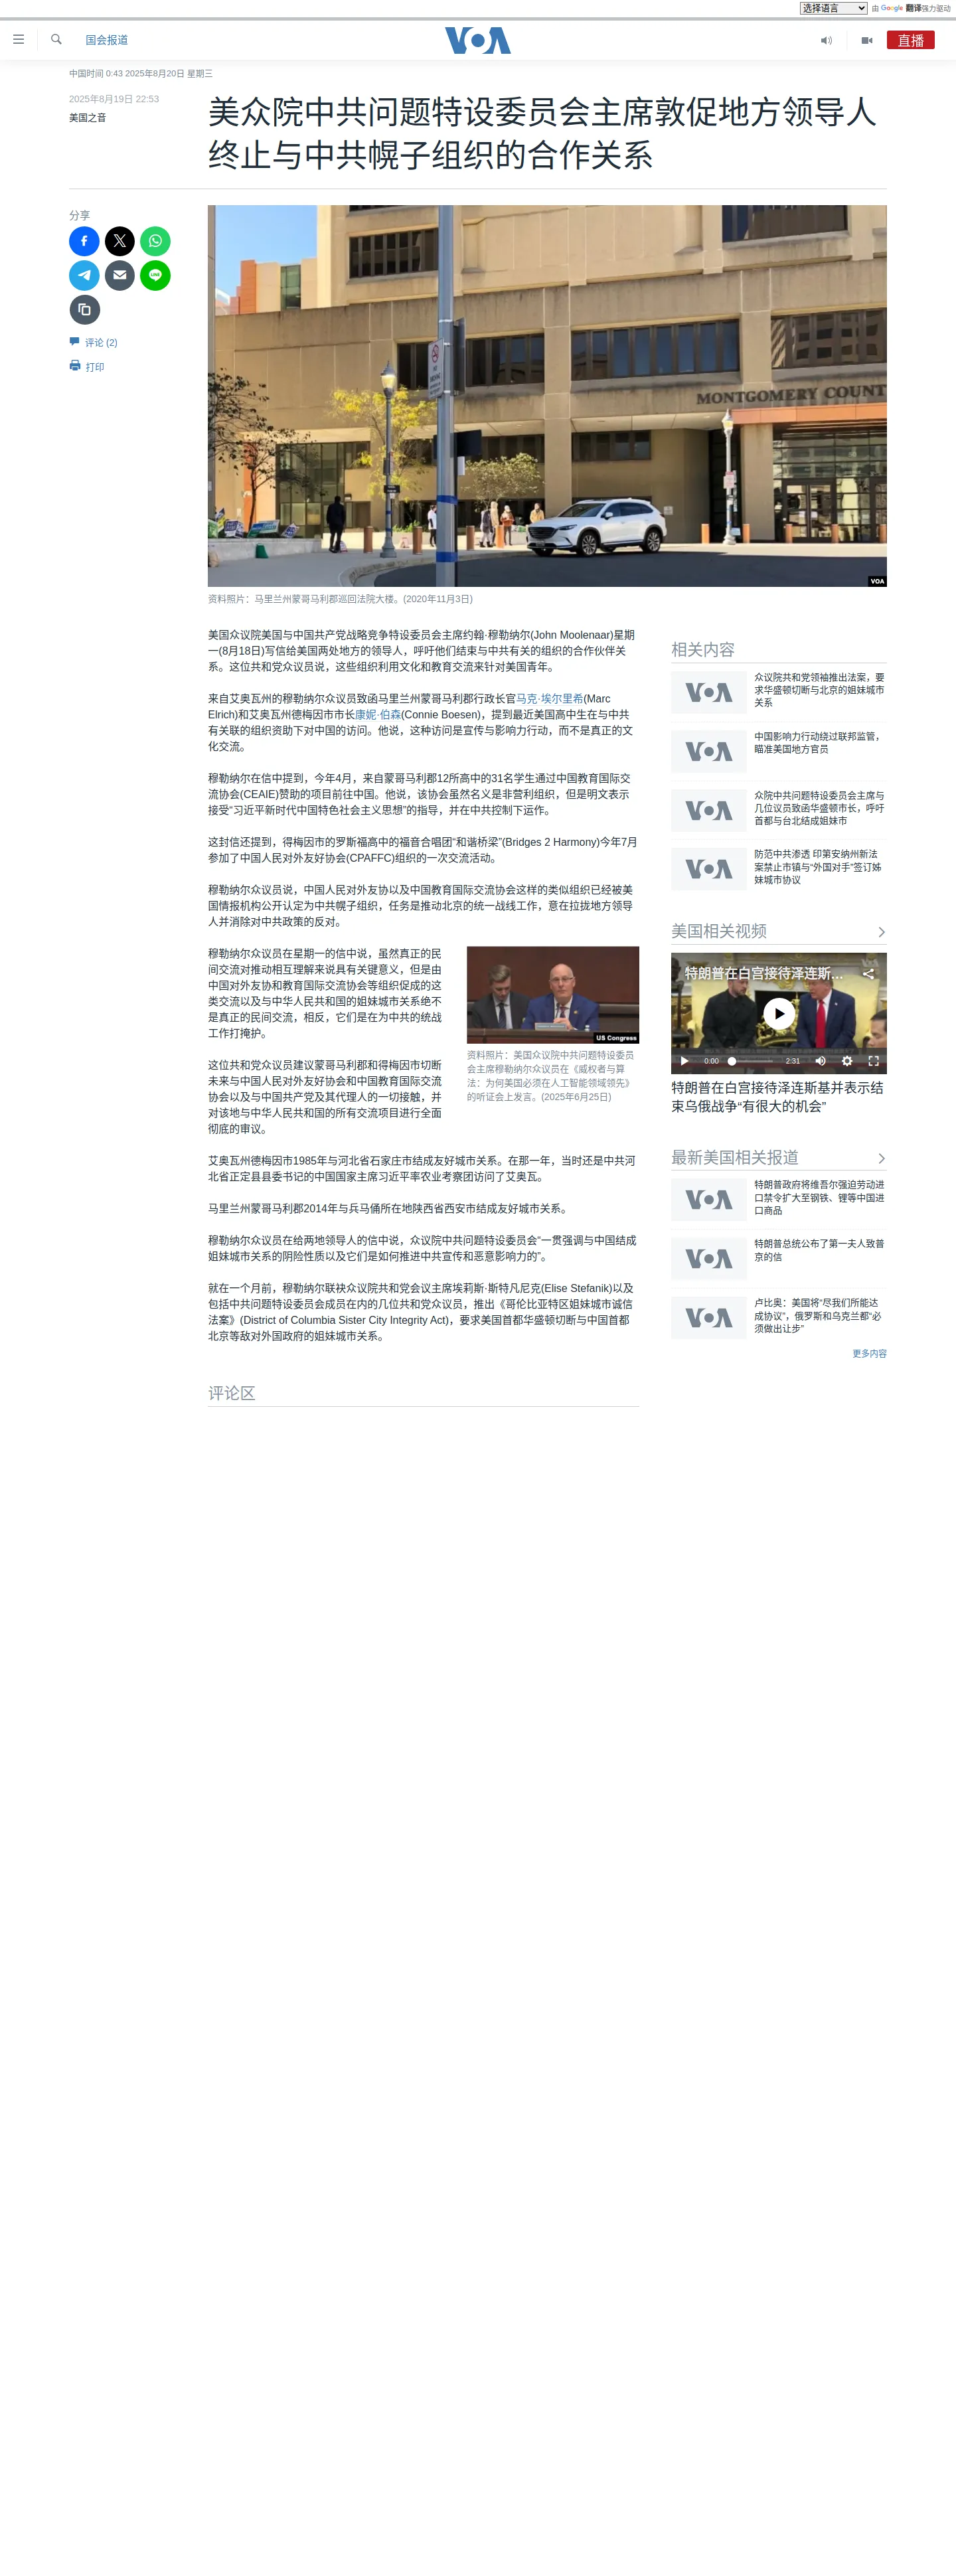 选择语言
由 Google 翻译强力驱动
国会报道
VOA
直播
中国时间 0:43 2025年8月20日 星期三
2025年8月19日 22:53
美国之音
美众院中共问题特设委员会主席敦促地方领导人
终止与中共幌子组织的合作关系
分享
评论 (2)
打印
MONTGOMERY COUNT
VOA
资料照片：马里兰州蒙哥马利郡巡回法院大楼。(2020年11月3日)
美国众议院美国与中国共产党战略竞争特设委员会主席约翰·穆勒纳尔(John Moolenaar)星期
一(8月18日)写信给美国两处地方的领导人，呼吁他们结束与中共有关的组织的合作伙伴关
系。这位共和党众议员说，这些组织利用文化和教育交流来针对美国青年。
来自艾奥瓦州的穆勒纳尔众议员致函马里兰州蒙哥马利郡行政长官马克·埃尔里希(Marc
Elrich)和艾奥瓦州德梅因市市长康妮·伯森(Connie Boesen)，提到最近美国高中生在与中共
有关联的组织资助下对中国的访问。他说，这种访问是宣传与影响力行动，而不是真正的文
化交流。
穆勒纳尔在信中提到，今年4月，来自蒙哥马利郡12所高中的31名学生通过中国教育国际交
流协会(CEAIE)赞助的项目前往中国。他说，该协会虽然名义是非营利组织，但是明文表示
接受“习近平新时代中国特色社会主义思想”的指导，并在中共控制下运作。
这封信还提到，得梅因市的罗斯福高中的福音合唱团“和谐桥梁”(Bridges 2 Harmony)今年7月
参加了中国人民对外友好协会(CPAFFC)组织的一次交流活动。
穆勒纳尔众议员说，中国人民对外友协以及中国教育国际交流协会这样的类似组织已经被美
国情报机构公开认定为中共幌子组织，任务是推动北京的统一战线工作，意在拉拢地方领导
人并消除对中共政策的反对。
穆勒纳尔众议员在星期一的信中说，虽然真正的民
间交流对推动相互理解来说具有关键意义，但是由
中国对外友协和教育国际交流协会等组织促成的这
类交流以及与中华人民共和国的姐妹城市关系绝不
是真正的民间交流，相反，它们是在为中共的统战
工作打掩护。
US Congress
资料照片：美国众议院中共问题特设委员
会主席穆勒纳尔众议员在《威权者与算
法：为何美国必须在人工智能领域领先》
的听证会上发言。(2025年6月25日)
这位共和党众议员建议蒙哥马利郡和得梅因市切断
未来与中国人民对外友好协会和中国教育国际交流
协会以及与中国共产党及其代理人的一切接触，并
对该地与中华人民共和国的所有交流项目进行全面
彻底的审议。
艾奥瓦州德梅因市1985年与河北省石家庄市结成友好城市关系。在那一年，当时还是中共河
北省正定县县委书记的中国国家主席习近平率农业考察团访问了艾奥瓦。
马里兰州蒙哥马利郡2014年与兵马俑所在地陕西省西安市结成友好城市关系。
穆勒纳尔众议员在给两地领导人的信中说，众议院中共问题特设委员会“一贯强调与中国结成
姐妹城市关系的阴险性质以及它们是如何推进中共宣传和恶意影响力的”。
就在一个月前，穆勒纳尔联袂众议院共和党会议主席埃莉斯·斯特凡尼克(Elise Stefanik)以及
包括中共问题特设委员会成员在内的几位共和党众议员，推出《哥伦比亚特区姐妹城市诚信
法案》(District of Columbia Sister City Integrity Act)，要求美国首都华盛顿切断与中国首都
北京等敌对外国政府的姐妹城市关系。
评论区
相关内容
VOA
众议院共和党领袖推出法案，要
求华盛顿切断与北京的姐妹城市
关系
VOA
中国影响力行动绕过联邦监管，
瞄准美国地方官员
VOA
众院中共问题特设委员会主席与
几位议员致函华盛顿市长，呼吁
首都与台北结成姐妹市
VOA
防范中共渗透 印第安纳州新法
案禁止市镇与“外国对手”签订姊
妹城市协议
美国相关视频
特朗普在白宫接待泽连斯...
0:00
2:31
特朗普在白宫接待泽连斯基并表示结
束乌俄战争“有很大的机会”
最新美国相关报道
VOA
特朗普政府将维吾尔强迫劳动进
口禁令扩大至钢铁、锂等中国进
口商品
VOA
特朗普总统公布了第一夫人致普
京的信
VOA
卢比奥：美国将“尽我们所能达
成协议”，俄罗斯和乌克兰都“必
须做出让步”
更多内容